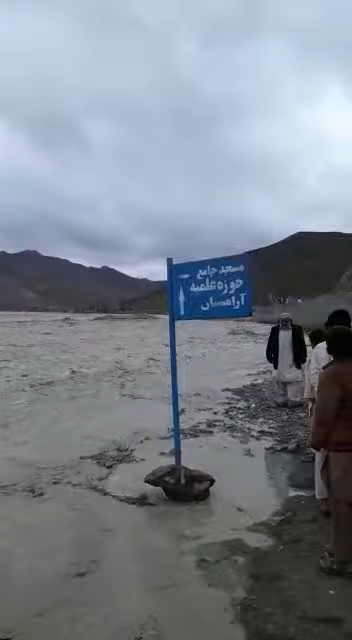 مسجد جامع
حوزه علمیه
آرامستان